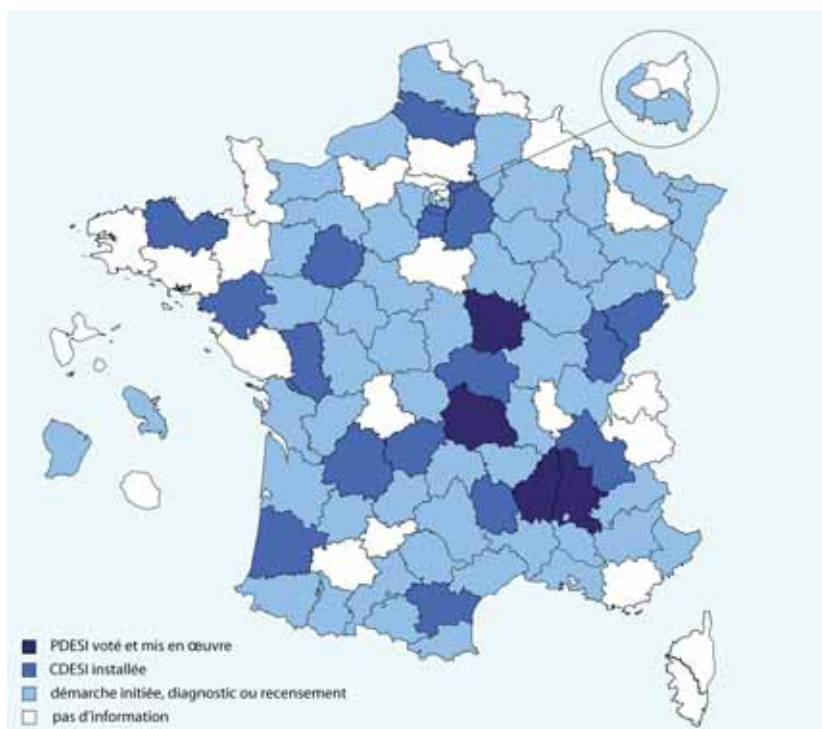 PDESI voté et mis en œuvre
CDESI installée
démarche initiée, diagnostic ou recensement
pas d'information